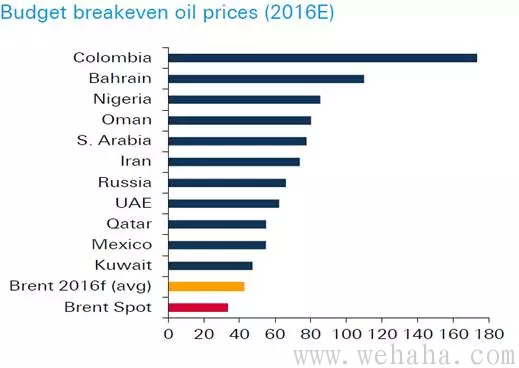 Budget breakeven oil prices (2016E)
Colombia
Bahrain
Nigeria
Oman
S. Arabia
Iran
Russia
UAE
Qatar
Mexico
Kuwait
Brent 2016f (avg)
Brent Spot
0 20 40 60 80 100 120 140 160 180
www.wehaha.com